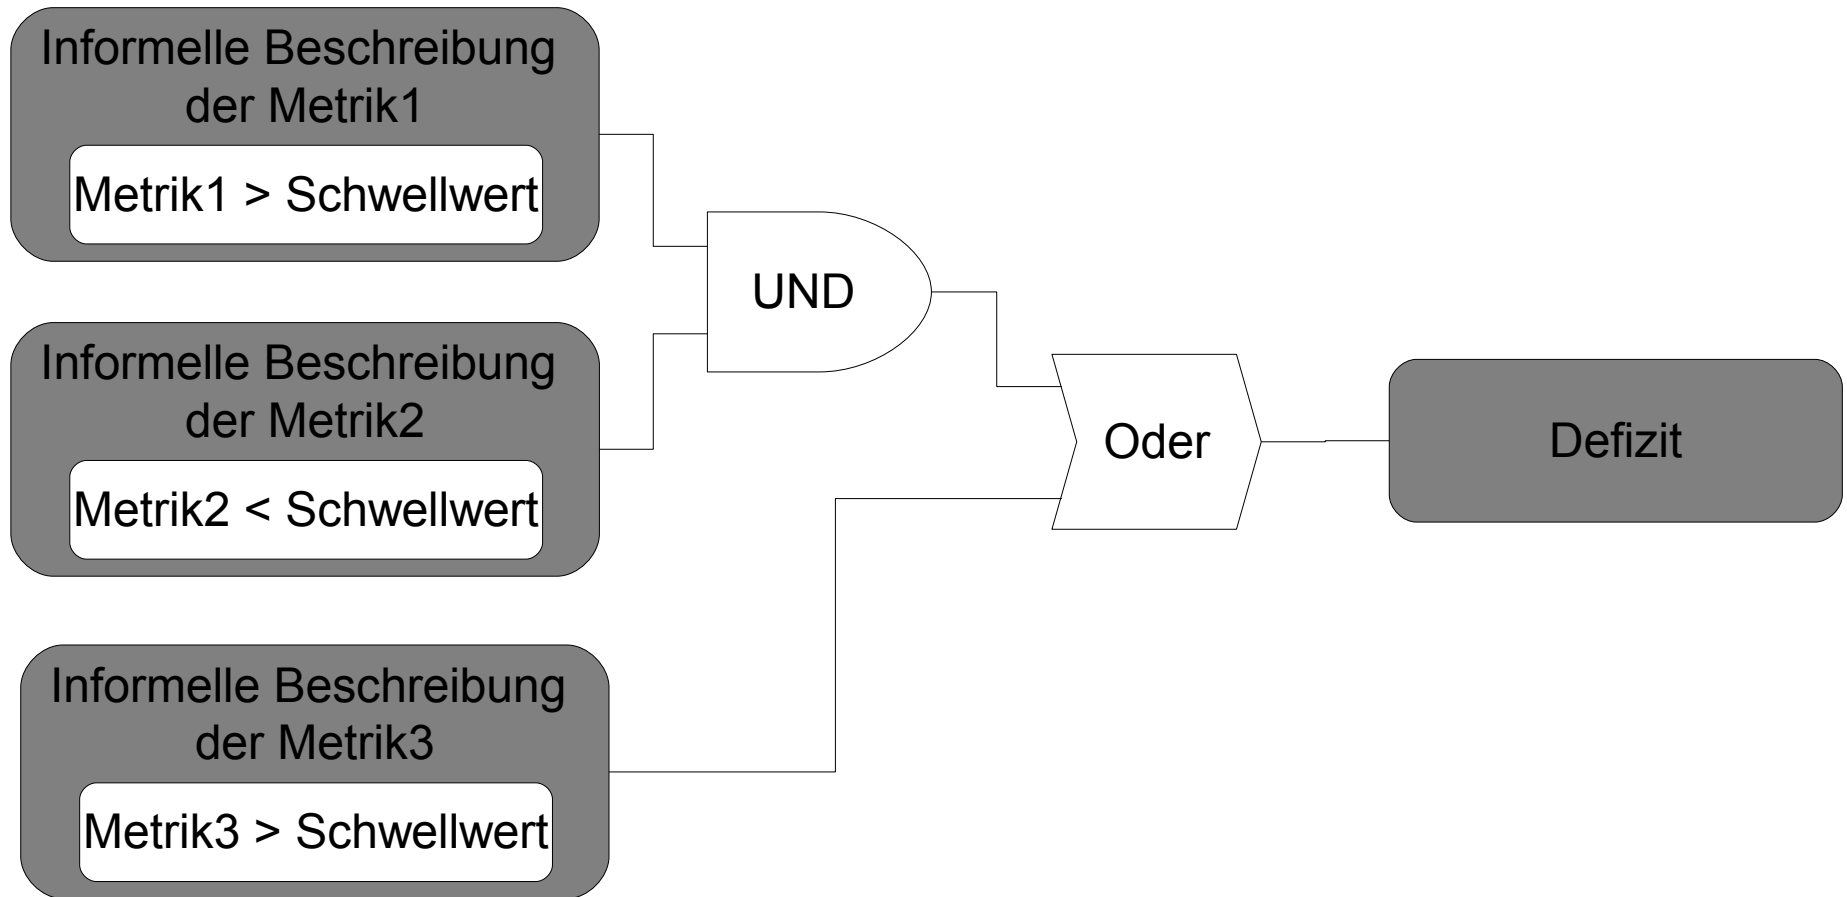 Informelle Beschreibung
der Metrik1
Metrik1 > Schwellwert
UND
Informelle Beschreibung
der Metrik2
Metrik2 < Schwellwert
Oder
Defizit
Informelle Beschreibung
der Metrik3
Metrik3 > Schwellwert